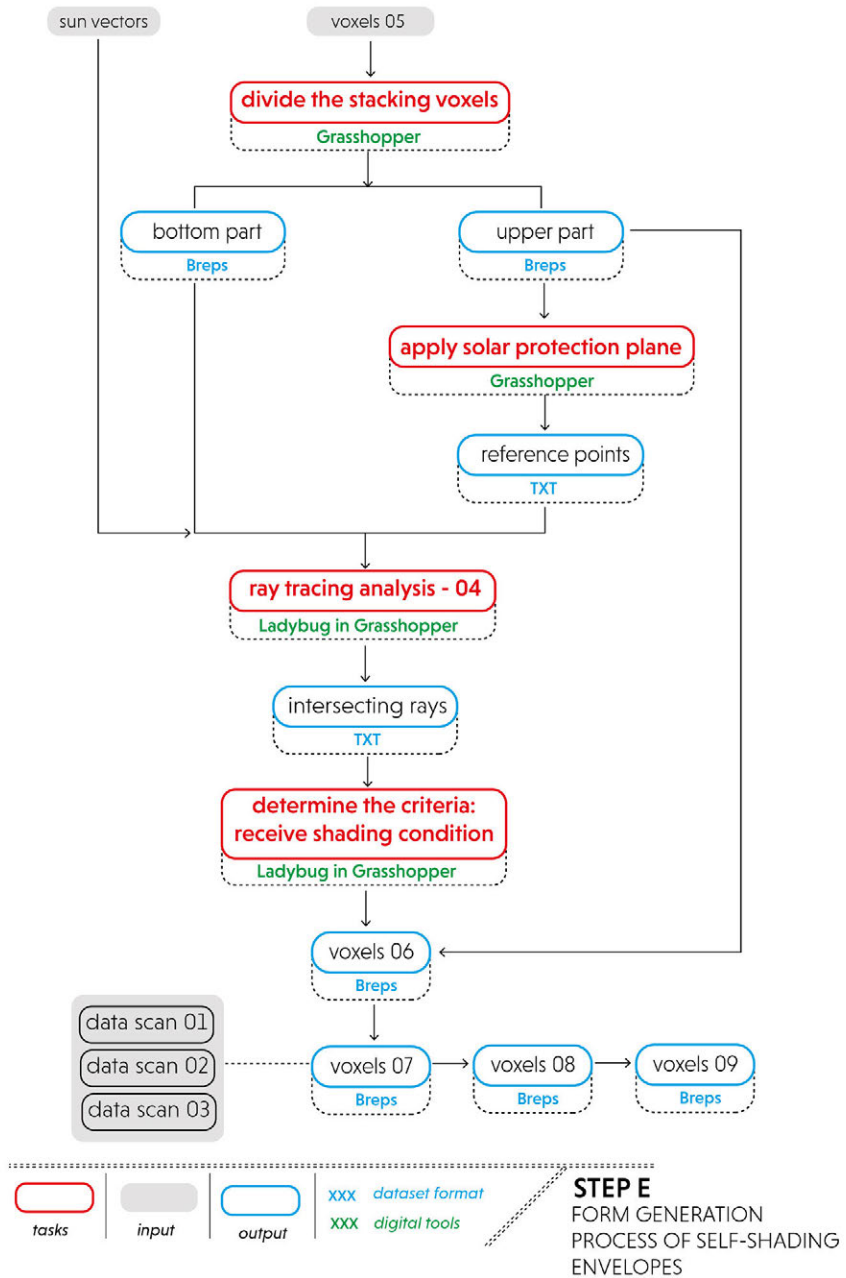 sun vectors
voxels 05
divide the stacking voxels
Grasshopper
bottom part
Breps
upper part
Breps
apply solar protection plane
Grasshopper
reference points
TXT
ray tracing analysis - 04
Ladybug in Grasshopper
intersecting rays
TXT
determine the criteria:
receive shading condition
Ladybug in Grasshopper
voxels 06
Breps
data scan 01
data scan 02
data scan 03
voxels 07
Breps
voxels 08
Breps
voxels 09
Breps
tasks
input
output
XXX dataset format
XXX digital tools
STEP E
FORM GENERATION
PROCESS OF SELF-SHADING
ENVELOPES